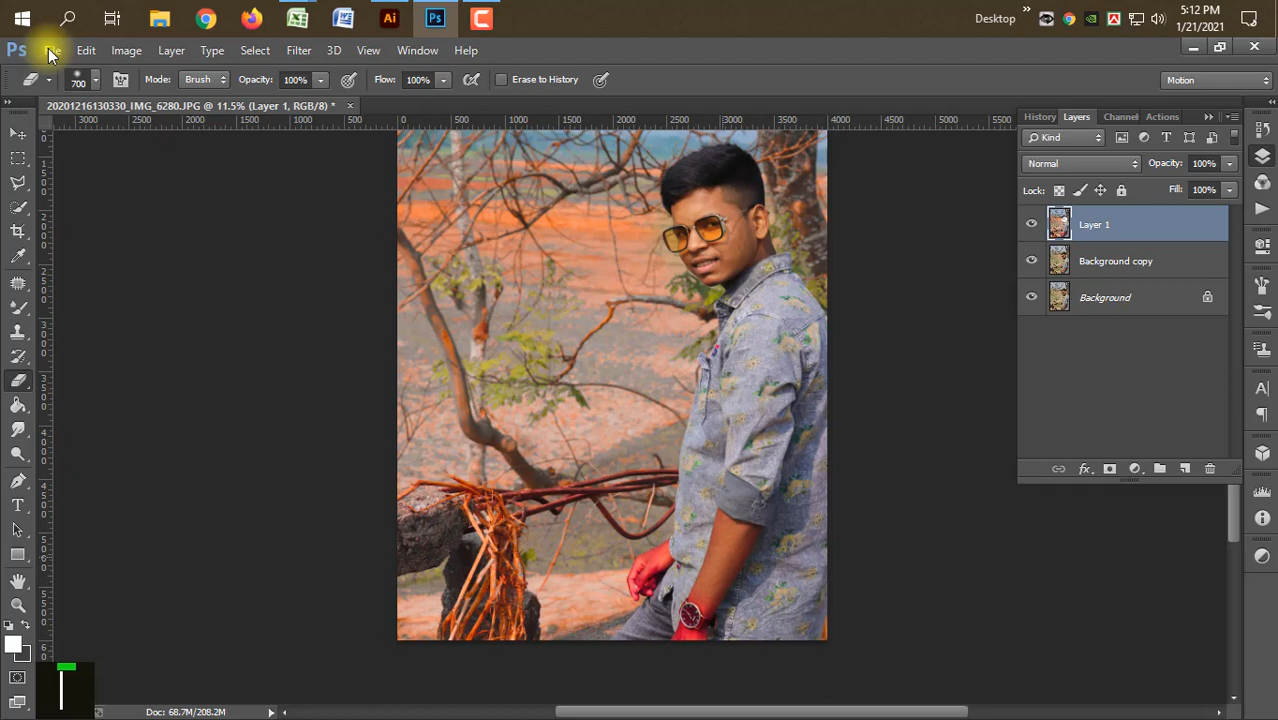 Ai
Ps
Desktop
»
5:12 PM
1/21/2021
Ps
File
Edit
Image
Layer
Type
Select
Filter
3D
View
Window
Help
700
Mode:
Brush
Opacity:
100%
Flow:
100%
Erase to History
Motion
20201216130330_IMG_6280.JPG @ 11.5% (Layer 1, RGB/8) *
3000
2500
2000
1500
1000
500
0
500
1000
1500
2000
2500
3000
3500
4000
4500
5000
5500
History
Layers
Channel
Actions
Kind
Normal
Opacity:
100%
Lock:
Fill:
100%
Layer 1
Background copy
Background
fx
Doc: 68.7M/208.2M